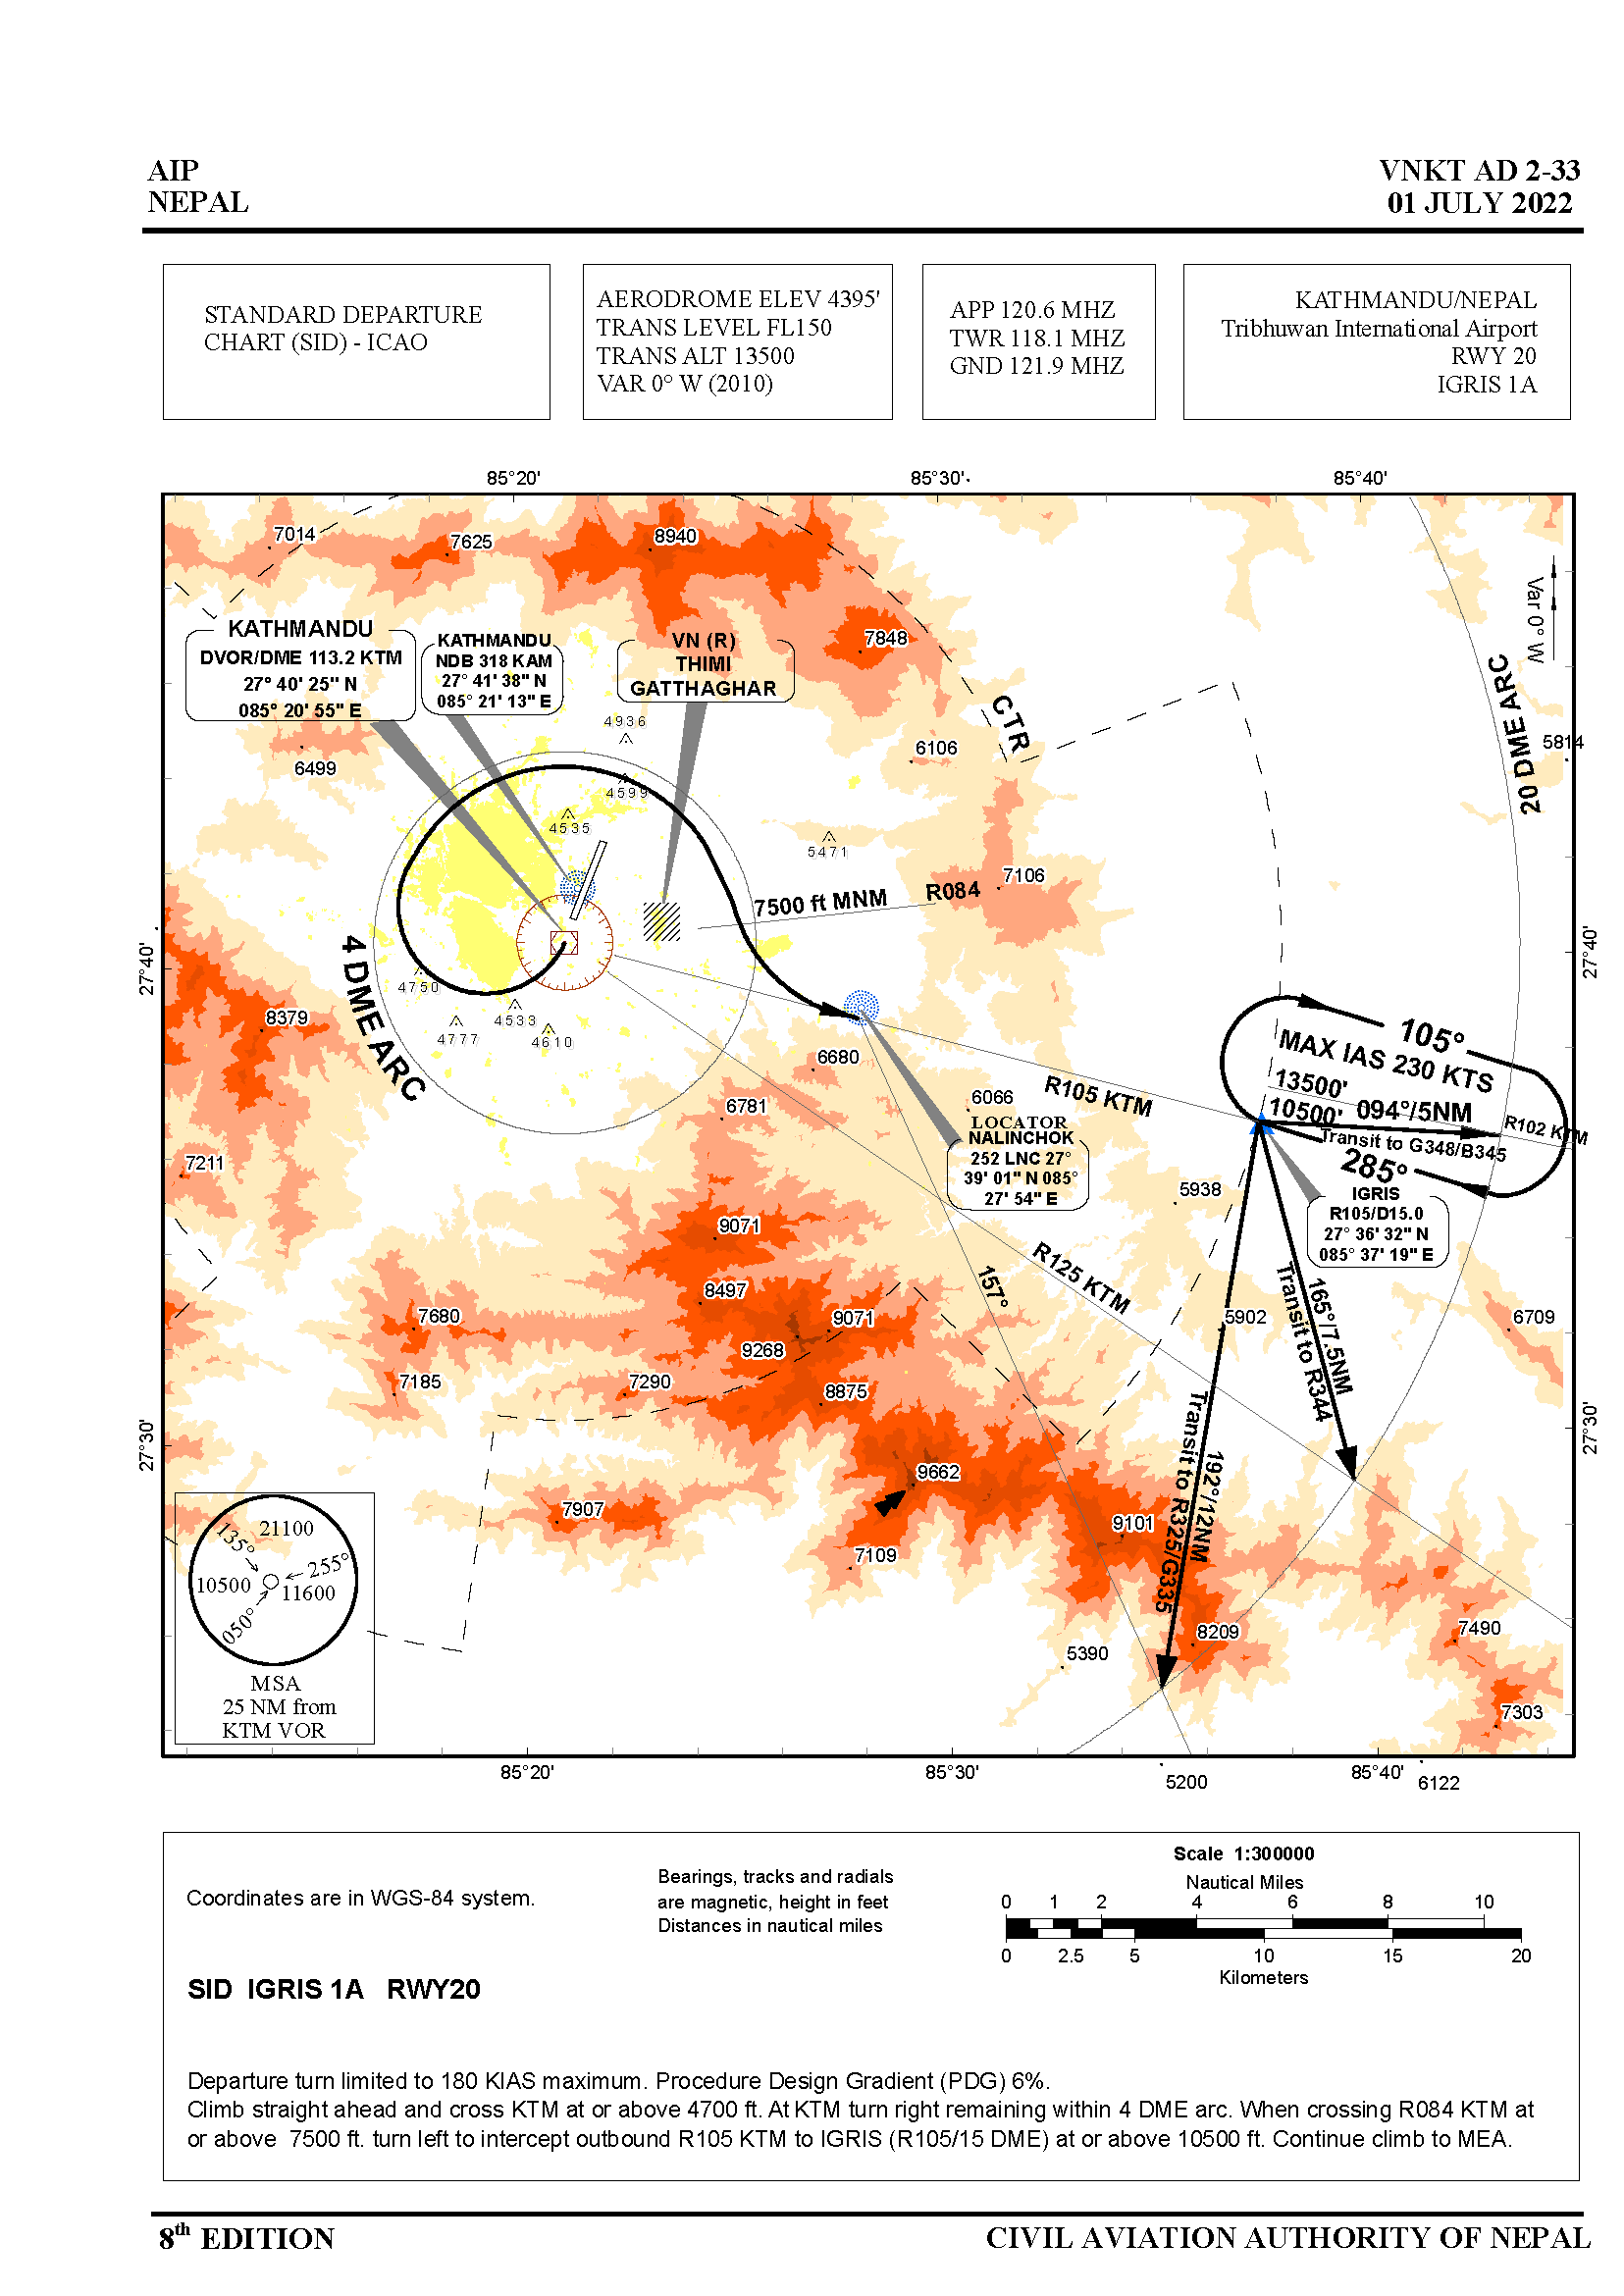 AIP
NEPAL
VNKT AD 2-33
01 JULY 2022
STANDARD DEPARTURE
CHART (SID) - ICAO
AERODROME ELEV 4395'
TRANS LEVEL FL150
TRANS ALT 13500
VAR 0° W (2010)
APP 120.6 MHZ
TWR 118.1 MHZ
GND 121.9 MHZ
KATHMANDU/NEPAL
Tribhuwan International Airport
RWY 20
IGRIS 1A
85°20'
85°30'
85°40'
7014
7625
8940
7848
Var 0° W
KATHMANDU
DVOR/DME 113.2 KTM
27° 40' 25" N
085° 20' 55" E
KATHMANDU
NDB 318 KAM
27° 41' 38" N
085° 21' 13" E
VN (R)
THIMI
GATTHAGHAR
CTR
20 DME ARC
4936
6106
5814
6499
4599
4535
5471
7500 ft MNM
R084
7106
27°40'
27°40'
4 DME ARC
4750
4533
4777
4610
8379
6680
6781
6066
R105 KTM
LOCATOR
NALINCHOK
252 LNC 27°
39' 01" N 085°
27' 54" E
105°
MAX IAS 230 KTS
13500'
10500'
094°/5NM
R102 KTM
Transit to G348/B345
285°
IGRIS
R105/D15.0
27° 36' 32" N
085° 37' 19" E
7211
5938
9071
8497
157°
R125 KTM
165°/7.5NM
Transit to R344
5902
6709
7680
9071
9268
7185
7290
8875
27°30'
27°30'
192°/12NM
Transit to R325/G335
9662
7907
9101
7109
8209
5390
7490
7303
135°
21100
255°
10500
11600
050°
MSA
25 NM from
KTM VOR
85°20'
85°30'
85°40'
5200
6122
Coordinates are in WGS-84 system.
Bearings, tracks and radials
are magnetic, height in feet
Distances in nautical miles
Scale 1:300000
Nautical Miles
0 1 2 4 6 8 10
0 2.5 5 10 15 20
Kilometers
SID IGRIS 1A RWY20
Departure turn limited to 180 KIAS maximum. Procedure Design Gradient (PDG) 6%.
Climb straight ahead and cross KTM at or above 4700 ft. At KTM turn right remaining within 4 DME arc. When crossing R084 KTM at
or above 7500 ft. turn left to intercept outbound R105 KTM to IGRIS (R105/15 DME) at or above 10500 ft. Continue climb to MEA.
8th EDITION
CIVIL AVIATION AUTHORITY OF NEPAL